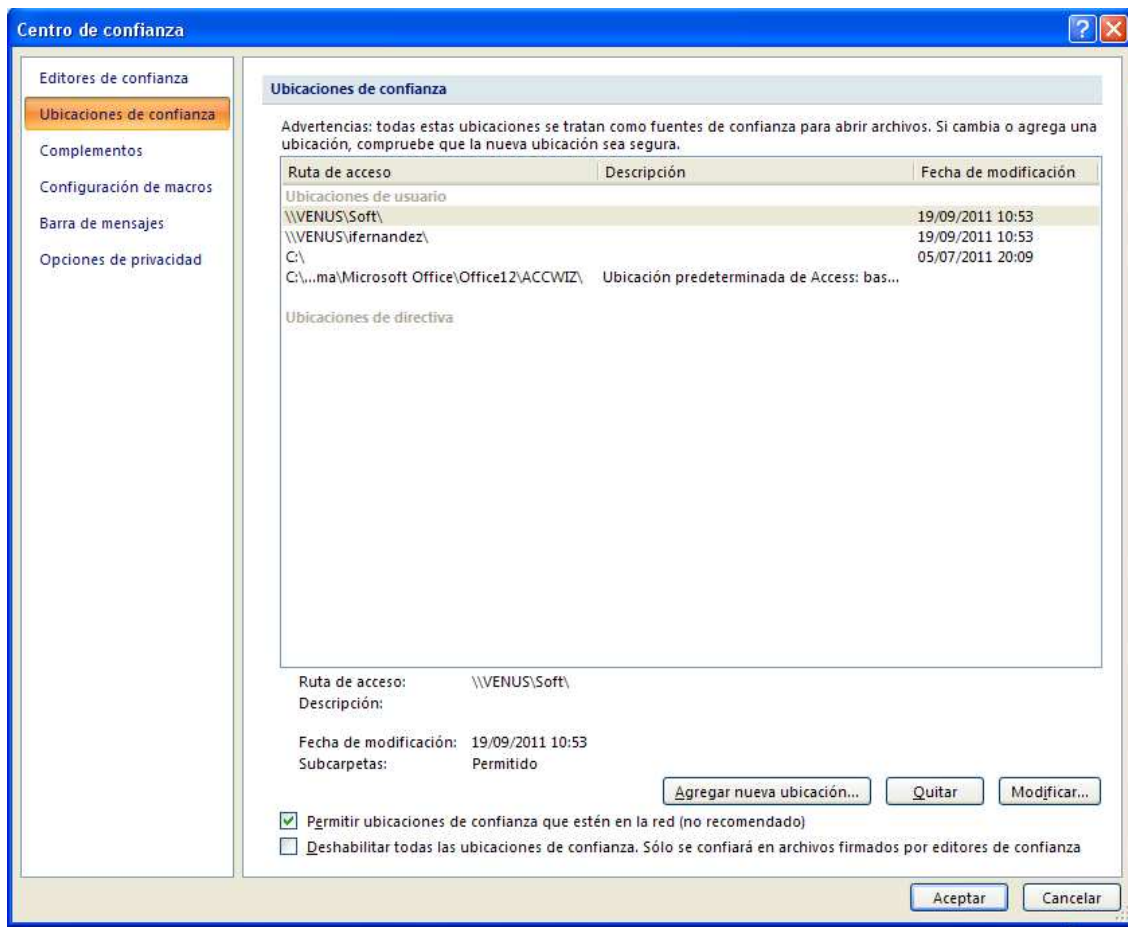 Centro de confianza
Editores de confianza
Ubicaciones de confianza
Complementos
Configuración de macros
Barra de mensajes
Opciones de privacidad
Ubicaciones de confianza
Advertencias: todas estas ubicaciones se tratan como fuentes de confianza para abrir archivos. Si cambia o agrega una
ubicación, compruebe que la nueva ubicación sea segura.
Ruta de acceso Descripción Fecha de modificación
Ubicaciones de usuario
\\VENUS\Soft\ 19/09/2011 10:53
\\VENUS\ifernandez\ 19/09/2011 10:53
C:\ 05/07/2011 20:09
C:\...ma\Microsoft Office\Office12\ACCWIZ\ Ubicación predeterminada de Access: bas...
Ubicaciones de directiva
Ruta de acceso: \\VENUS\Soft\
Descripción:
Fecha de modificación: 19/09/2011 10:53
Subcarpetas: Permitido
Agregar nueva ubicación... Quitar Modificar...
Permitir ubicaciones de confianza que estén en la red (no recomendado)
Deshabilitar todas las ubicaciones de confianza. Sólo se confiará en archivos firmados por editores de confianza
Aceptar Cancelar